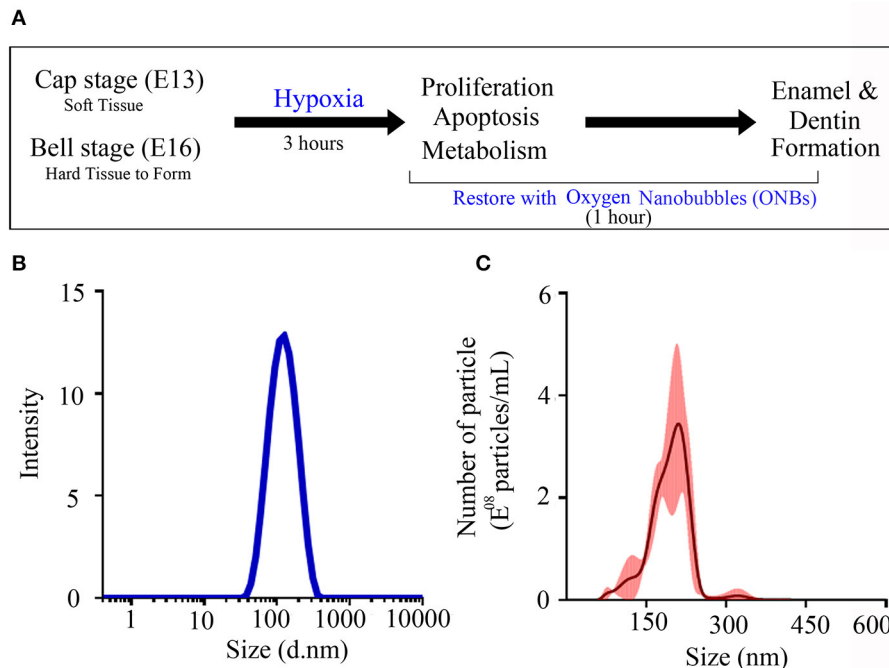 A
Cap stage (E13)
Soft Tissue
Bell stage (E16)
Hard Tissue to Form
Hypoxia
3 hours
Proliferation
Apoptosis
Metabolism
Enamel &
Dentin
Formation
Restore with Oxygen Nanobubbles (ONBs)
(1 hour)
B
15
10
5
0
Intensity
1 10 100 1000 10000
Size (d.nm)
C
6
4
2
0
Number of particle
(E08 particles/mL)
150 300 450 600
Size (nm)